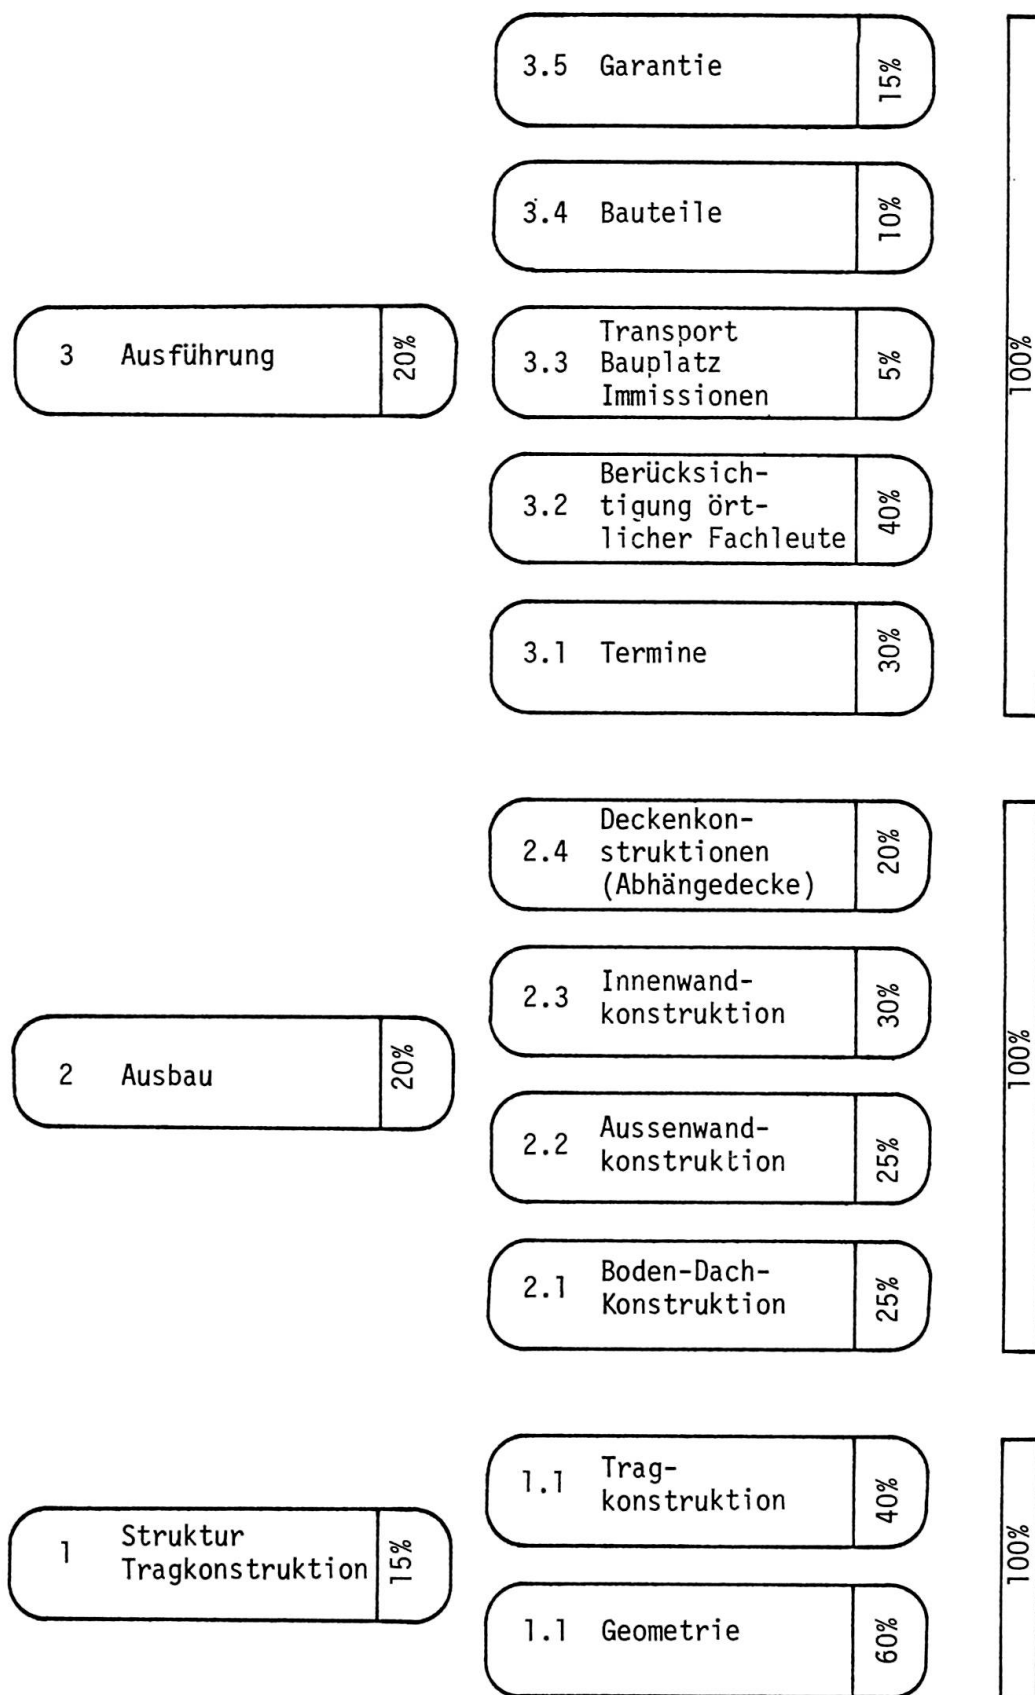 3.5 Garantie 15%
3.4 Bauteile 10%
3 Ausführung 20%
3.3 Transport
Bauplatz
Immissionen 5%
100%
3.2 Berücksich-
tigung ört-
licher Fachleute 40%
3.1 Termine 30%
2.4 Deckenkon-
struktionen
(Abhängedecke) 20%
2.3 Innenwand-
konstruktion 30%
2 Ausbau 20%
100%
2.2 Aussenwand-
konstruktion 25%
2.1 Boden-Dach-
Konstruktion 25%
1.1 Trag-
konstruktion 40%
1 Struktur
Tragkonstruktion 15%
100%
1.1 Geometrie 60%